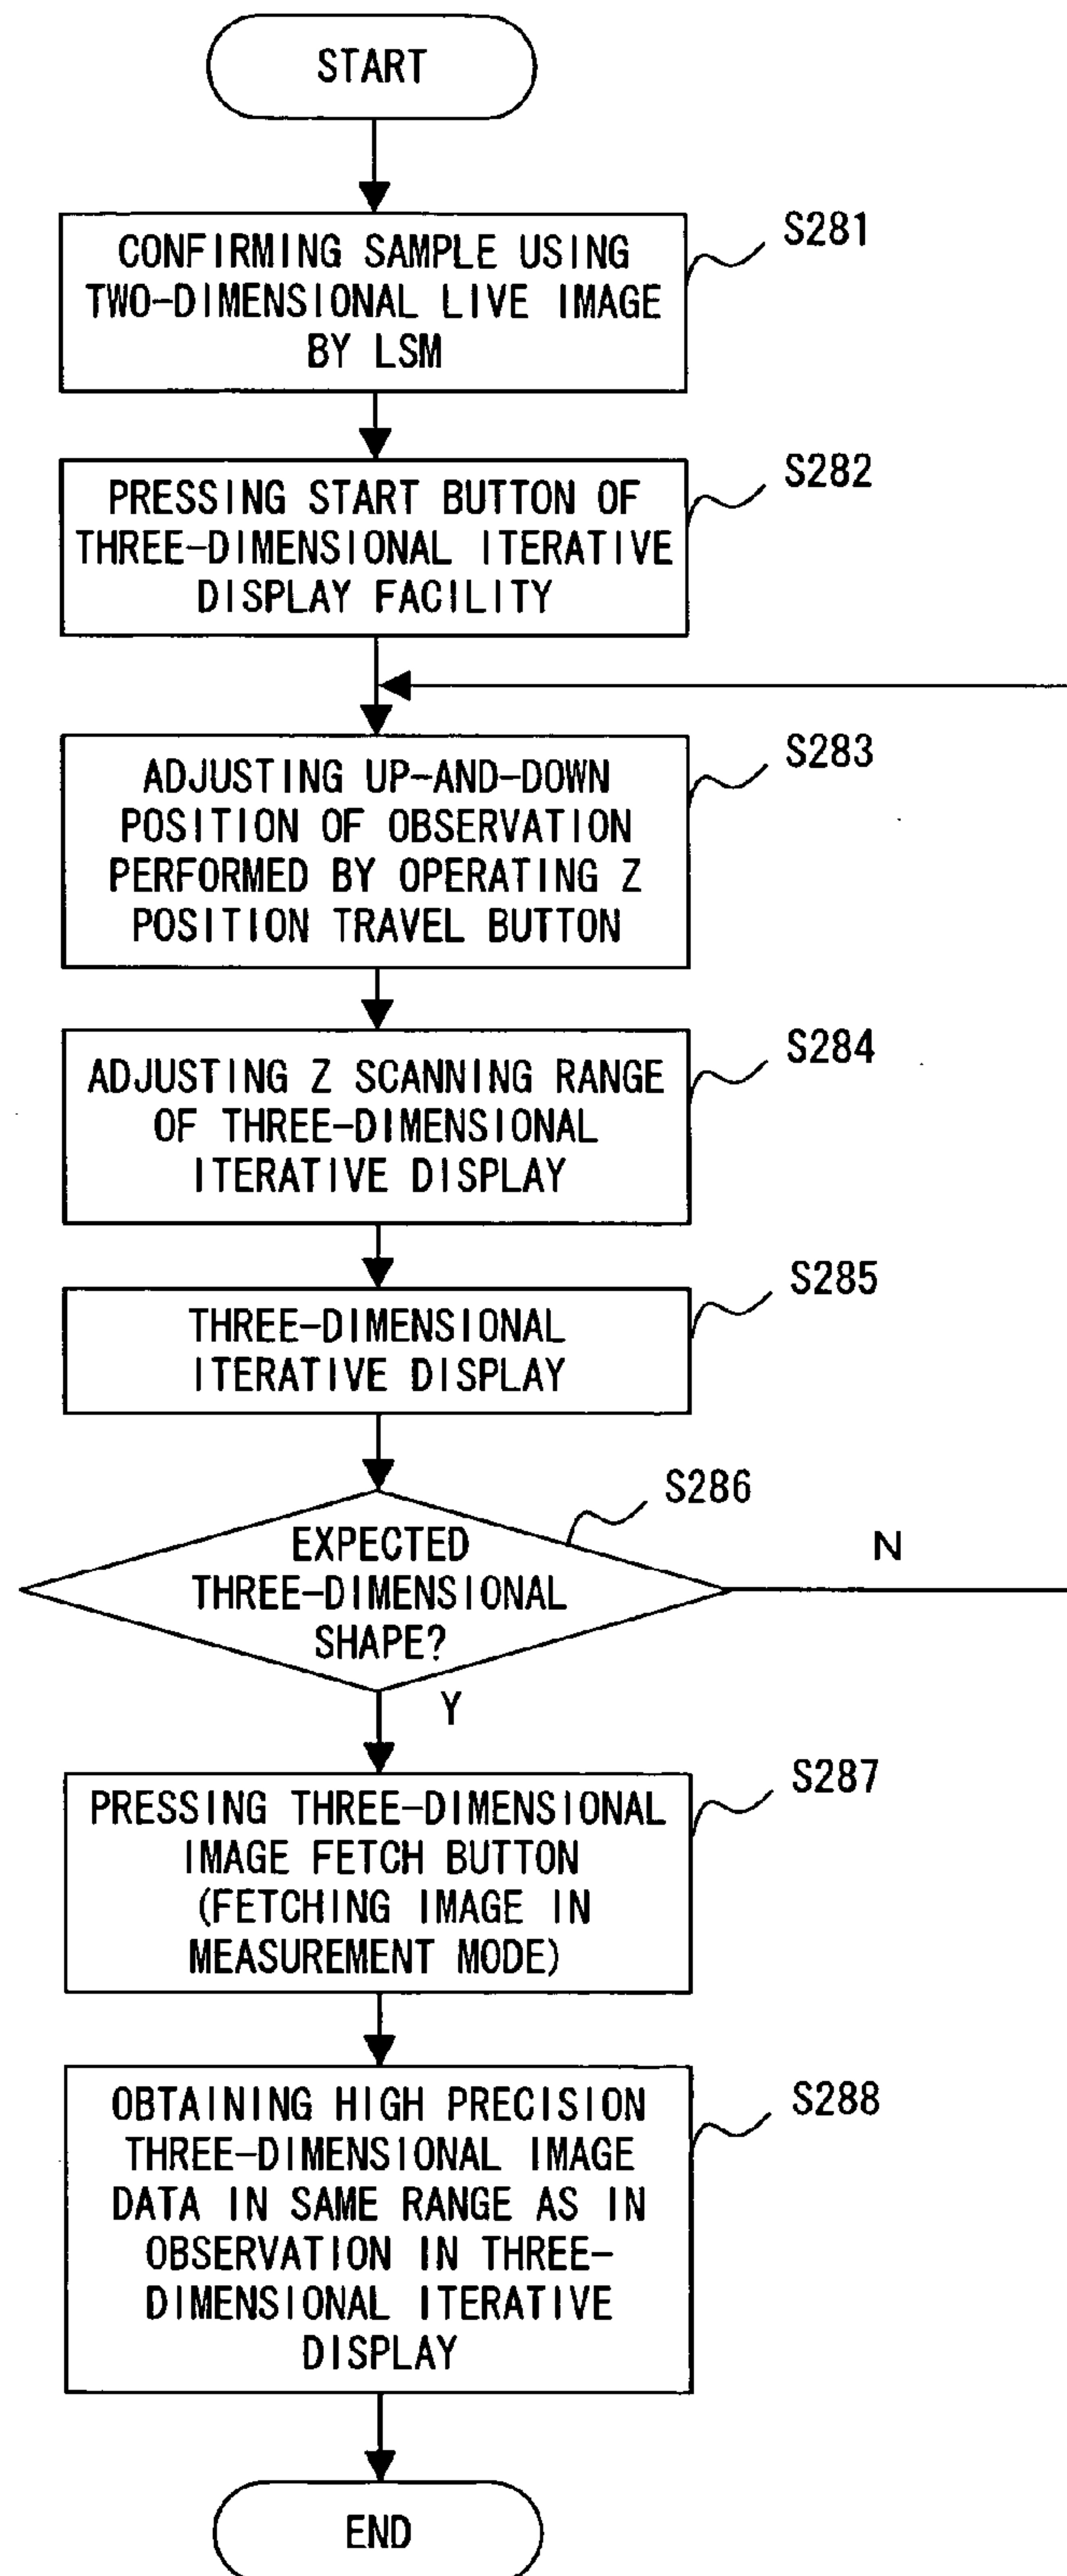 START
CONFIRMING SAMPLE USING
TWO-DIMENSIONAL LIVE IMAGE
BY LSM
S281
PRESSING START BUTTON OF
THREE-DIMENSIONAL ITERATIVE
DISPLAY FACILITY
S282
ADJUSTING UP-AND-DOWN
POSITION OF OBSERVATION
PERFORMED BY OPERATING Z
POSITION TRAVEL BUTTON
S283
ADJUSTING Z SCANNING RANGE
OF THREE-DIMENSIONAL
ITERATIVE DISPLAY
S284
THREE-DIMENSIONAL
ITERATIVE DISPLAY
S285
EXPECTED
THREE-DIMENSIONAL
SHAPE?
S286
N
Y
PRESSING THREE-DIMENSIONAL
IMAGE FETCH BUTTON
(FETCHING IMAGE IN
MEASUREMENT MODE)
S287
OBTAINING HIGH PRECISION
THREE-DIMENSIONAL IMAGE
DATA IN SAME RANGE AS IN
OBSERVATION IN THREE-
DIMENSIONAL ITERATIVE
DISPLAY
S288
END